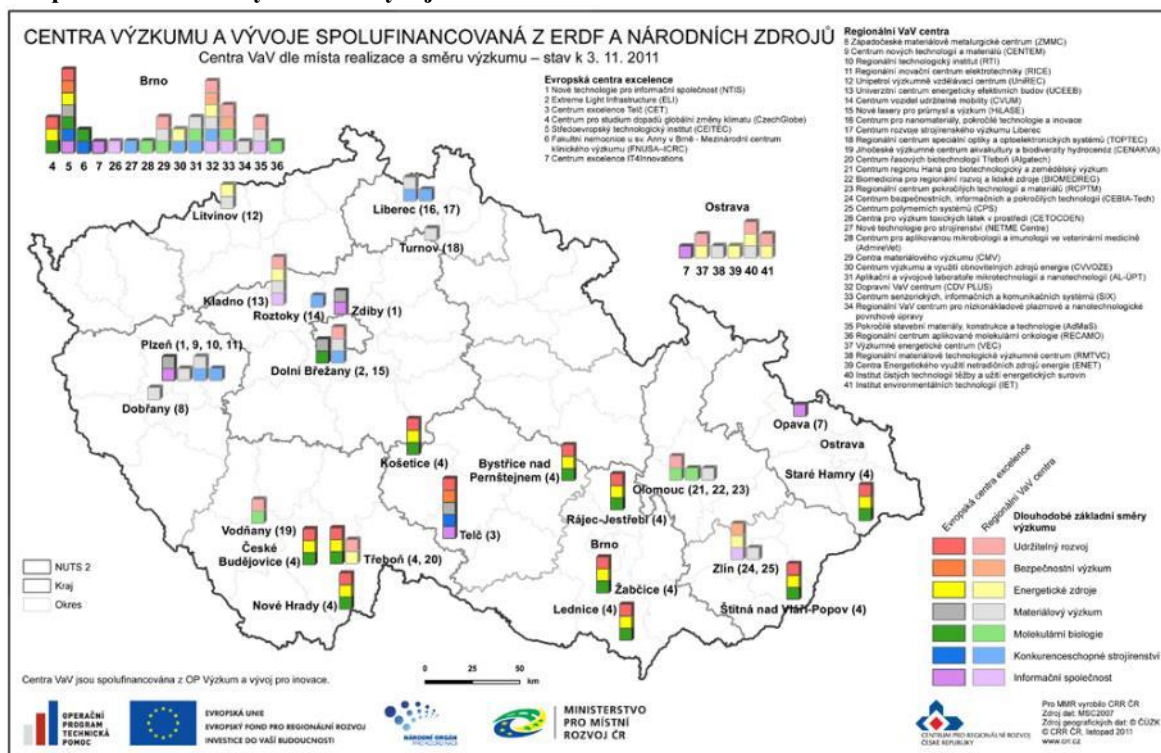 CENTRA VÝZKUMU A VÝVOJE SPOLUFINANCOVANÁ Z ERDF A NÁRODNÍCH ZDROJŮ
Centra VaV dle místa realizace a směru výzkumu – stav k 3. 11. 2011
Evropská centra excelence
1 Nové technologie pro informační společnost (NTIS)
2 Extreme Light Infrastructure (ELI)
3 Centrum excelence Telč (CET)
4 Centrum pro studium dopadů globální změny klimatu (CzechGlobe)
5 Středoevropský technologický institut (CEITEC)
6 Fakultní nemocnice u sv. Anny v Brně - Mezinárodní centrum
klinického výzkumu (FNUSA-ICRC)
7 Centrum excelence IT4Innovations
Regionální VaV centra
8 Západočeské materiálově metalurgické centrum (ZMMC)
9 Centrum nových technologií a materiálů (CENTEM)
10 Regionální technologický institut (RTI)
11 Regionální inovační centrum elektrotechniky (RICE)
12 Unipetrol výzkumně vzdělávací centrum (UniREC)
13 Univerzitní centrum energeticky efektivních budov (UCEEB)
14 Centrum vozidel udržitelné mobility (CVUM)
15 Nové lasery pro průmysl a výzkum (HiLASE)
16 Centrum pro nanomateriály, pokročilé technologie a inovace
17 Centrum rozvoje strojírenského výzkumu Liberec
18 Regionální centrum speciální optiky a optoelektronických systémů (TOPTEC)
19 Jihočeské výzkumné centrum akvakultury a biodiverzity hydrocenóz (CENAKVA)
20 Centrum řasových biotechnologií Třeboň (Algatech)
21 Centrum regionu Haná pro biotechnologický a zemědělský výzkum
22 Biomedicína pro regionální rozvoj a lidské zdroje (BIOMEDREG)
23 Regionální centrum pokročilých technologií a materiálů (RCPTM)
24 Centrum bezpečnostních, informačních a pokročilých technologií (CEBIA-Tech)
25 Centrum polymerních systémů (CPS)
26 Centra pro výzkum toxických látek v prostředí (CETOCOEN)
27 Nové technologie pro strojírenství (NETME Centre)
28 Centrum pro aplikovanou mikrobiologii a imunologii ve veterinární medicíně
(AdmireVet)
29 Centra materiálového výzkumu (CMV)
30 Centrum výzkumu a využití obnovitelných zdrojů energie (CVVOZE)
31 Aplikační a vývojové laboratoře mikrotechnologií a nanotechnologií (AL-ÚPT)
32 Dopravní VaV centrum (CDV PLUS)
33 Centrum senzorických, informačních a komunikačních systémů (SIX)
34 Regionální VaV centrum pro nízkonákladové plazmové a nanotechnologické
povrchové úpravy
35 Pokročilé stavební materiály, konstrukce a technologie (AdMaS)
36 Regionální centrum aplikované molekulární onkologie (RECAMO)
37 Výzkumné energetické centrum (VEC)
38 Regionální materiálově technologické výzkumné centrum (RMTVC)
39 Centra Energetického využití netradičních zdrojů energie (ENET)
40 Institut čistých technologií těžby a užití energetických surovin
41 Institut environmentálních technologií (IET)
Brno
4 5 6 7 26 27 28 29 30 31 32 33 34 35 36
Ostrava
7 37 38 39 40 41
Litvínov (12)
Liberec (16, 17)
Turnov (18)
Kladno (13)
Roztoky (14)
Zdiby (1)
Plzeň (1, 9, 10, 11)
Dolní Břežany (2, 15)
Dobřany (8)
Opava (7)
Ostrava
Košetice (4)
Bystřice nad
Pernštejnem (4)
Olomouc (21, 22, 23)
Staré Hamry (4)
Rájec-Jestřebí (4)
Telč (3)
Vodňany (19)
České
Budějovice (4)
Třeboň (4, 20)
Brno
Zlín (24, 25)
Nové Hrady (4)
Žabčice (4)
Lednice (4)
Štítná nad Vláří-Popov (4)
NUTS 2
Kraj
Okres
Evropská centra excelence
Regionální VaV centra
Dlouhodobé základní směry
výzkumu
Udržitelný rozvoj
Bezpečnostní výzkum
Energetické zdroje
Materiálový výzkum
Molekulární biologie
Konkurenceschopné strojírenství
Informační společnost
0 25 50
km
Centra VaV jsou spolufinancována z OP Výzkum a vývoj pro inovace.
OPERAČNÍ
PROGRAM
TECHNICKÁ
POMOC
EVROPSKÁ UNIE
EVROPSKÝ FOND PRO REGIONÁLNÍ ROZVOJ
INVESTICE DO VAŠÍ BUDOUCNOSTI
NÁRODNÍ ORGÁN
PRO KOORDINACI
MINISTERSTVO
PRO MÍSTNÍ
ROZVOJ ČR
CENTRUM PRO REGIONÁLNÍ ROZVOJ
ČESKÉ REPUBLIKY
Pro MMR vyrobilo CRR ČR
Zdroj dat: MSC2007
Zdroj geografických dat: © ČÚZK
© CRR ČR, listopad 2011
www.crr.cz